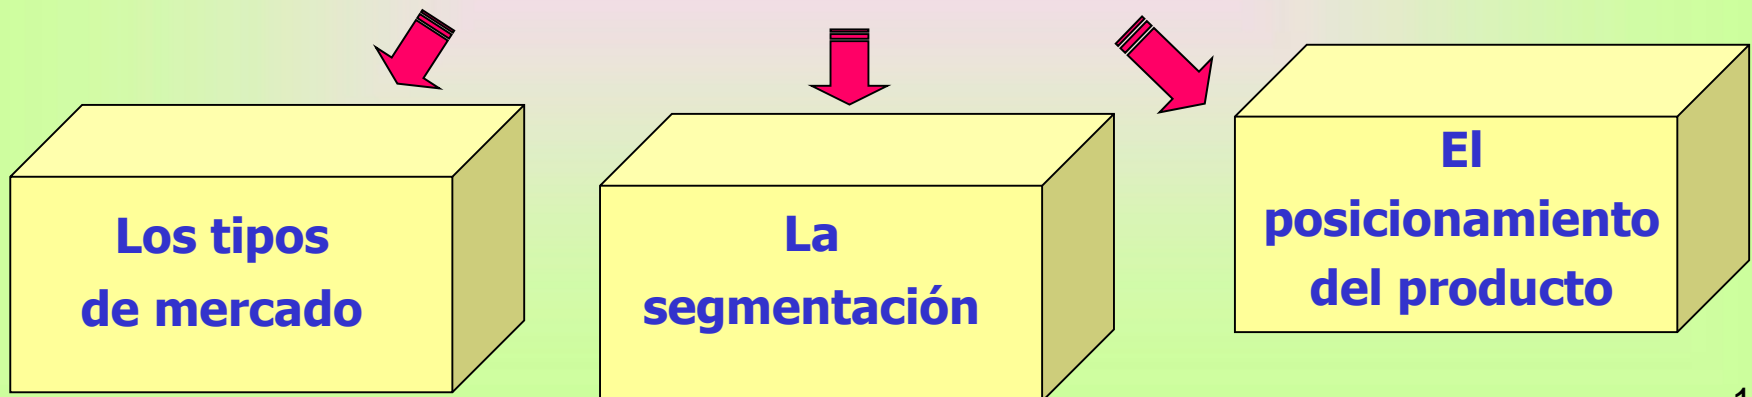 Los tipos
de mercado
La
segmentación
El
posicionamiento
del producto